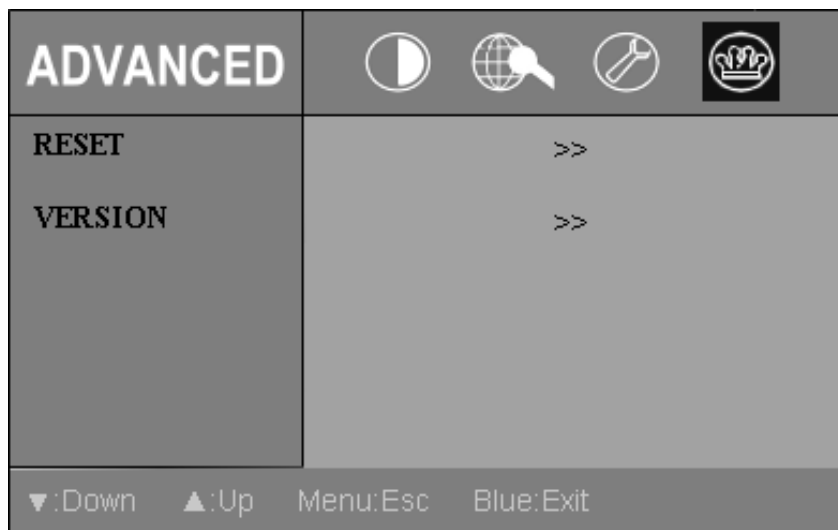 ADVANCED
RESET >>
VERSION >>
▼:Down ▲:Up Menu:Esc Blue:Exit